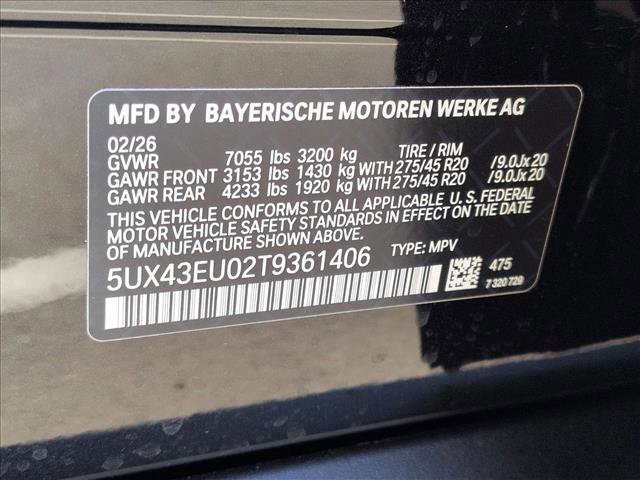 MFD BY BAYERISCHE MOTOREN WERKE AG
02/26
GVWR 7055 lbs 3200 kg TIRE / RIM
GAWR FRONT 3153 lbs 1430 kg WITH 275/45 R20 /9.0Jx20
GAWR REAR 4233 lbs 1920 kg WITH 275/45 R20 /9.0Jx20
THIS VEHICLE CONFORMS TO ALL APPLICABLE U.S. FEDERAL
MOTOR VEHICLE SAFETY STANDARDS IN EFFECT ON THE DATE
OF MANUFACTURE SHOWN ABOVE.
5UX43EU02T9361406 TYPE: MPV
475
7 320 729